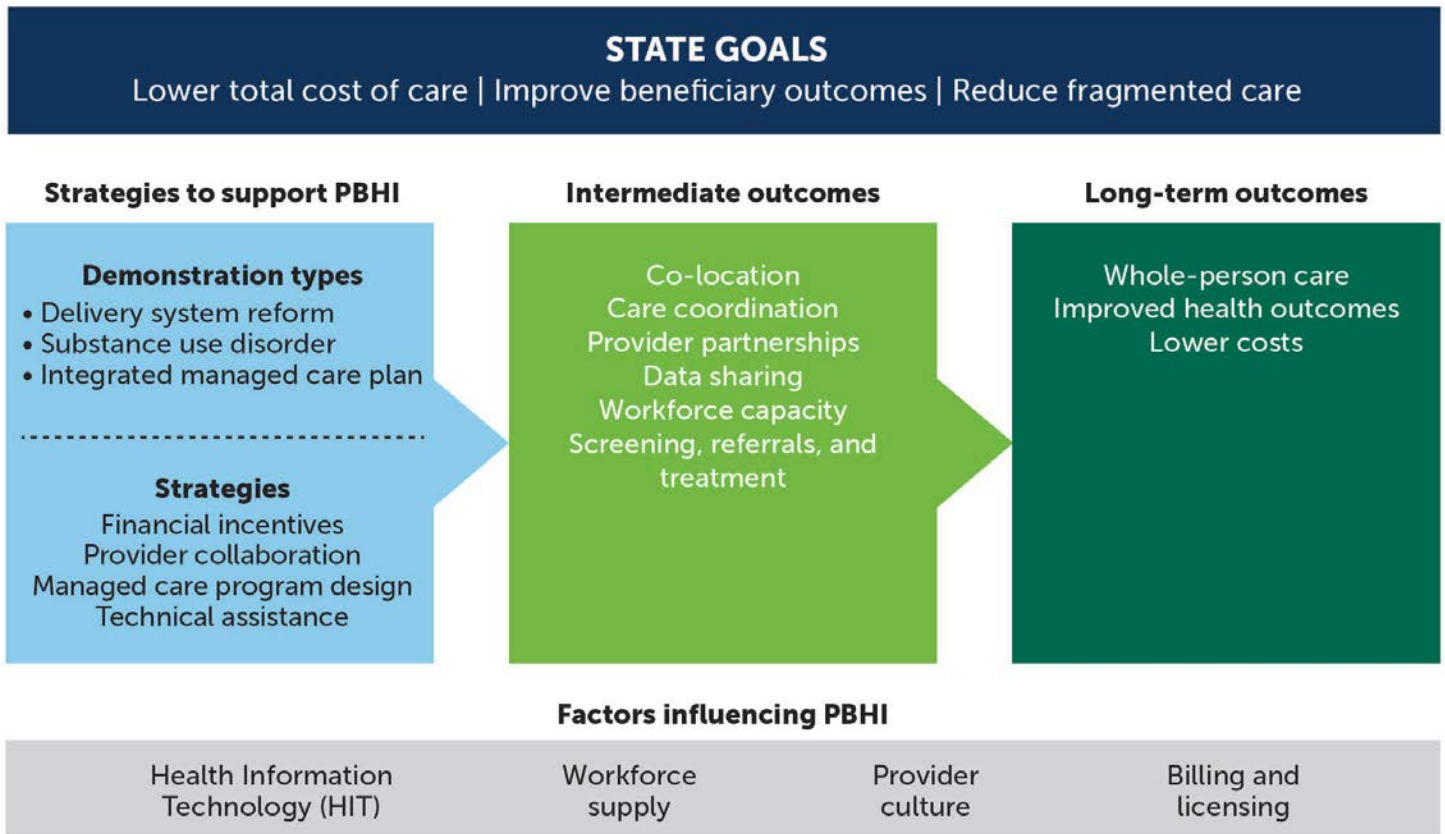 STATE GOALS
Lower total cost of care | Improve beneficiary outcomes | Reduce fragmented care
Strategies to support PBHI
Demonstration types
• Delivery system reform
• Substance use disorder
• Integrated managed care plan
Strategies
Financial incentives
Provider collaboration
Managed care program design
Technical assistance
Intermediate outcomes
Co-location
Care coordination
Provider partnerships
Data sharing
Workforce capacity
Screening, referrals, and
treatment
Long-term outcomes
Whole-person care
Improved health outcomes
Lower costs
Factors influencing PBHI
Health Information
Technology (HIT)
Workforce
supply
Provider
culture
Billing and
licensing